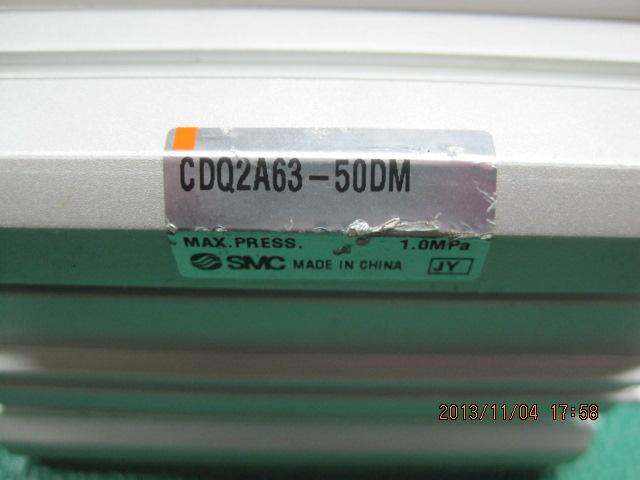 CDQ2A63-50DM
MAX.PRESS. 1.0MPa
SMC MADE IN CHINA JY
2013/11/04 17:58